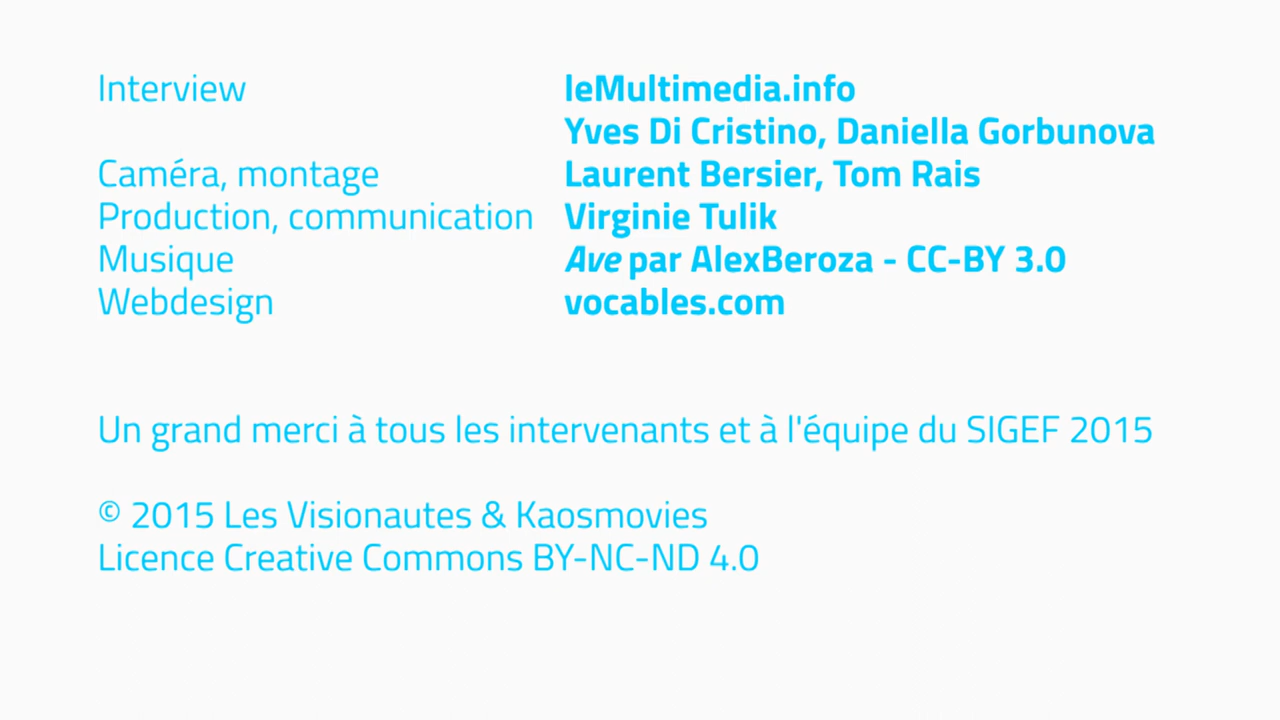 Interview leMultimedia.info
Yves Di Cristino, Daniella Gorbunova
Caméra, montage Laurent Bersier, Tom Rais
Production, communication Virginie Tulik
Musique Ave par AlexBeroza - CC-BY 3.0
Webdesign vocables.com
Un grand merci à tous les intervenants et à l'équipe du SIGEF 2015
© 2015 Les Visionautes & Kaosmovies
Licence Creative Commons BY-NC-ND 4.0